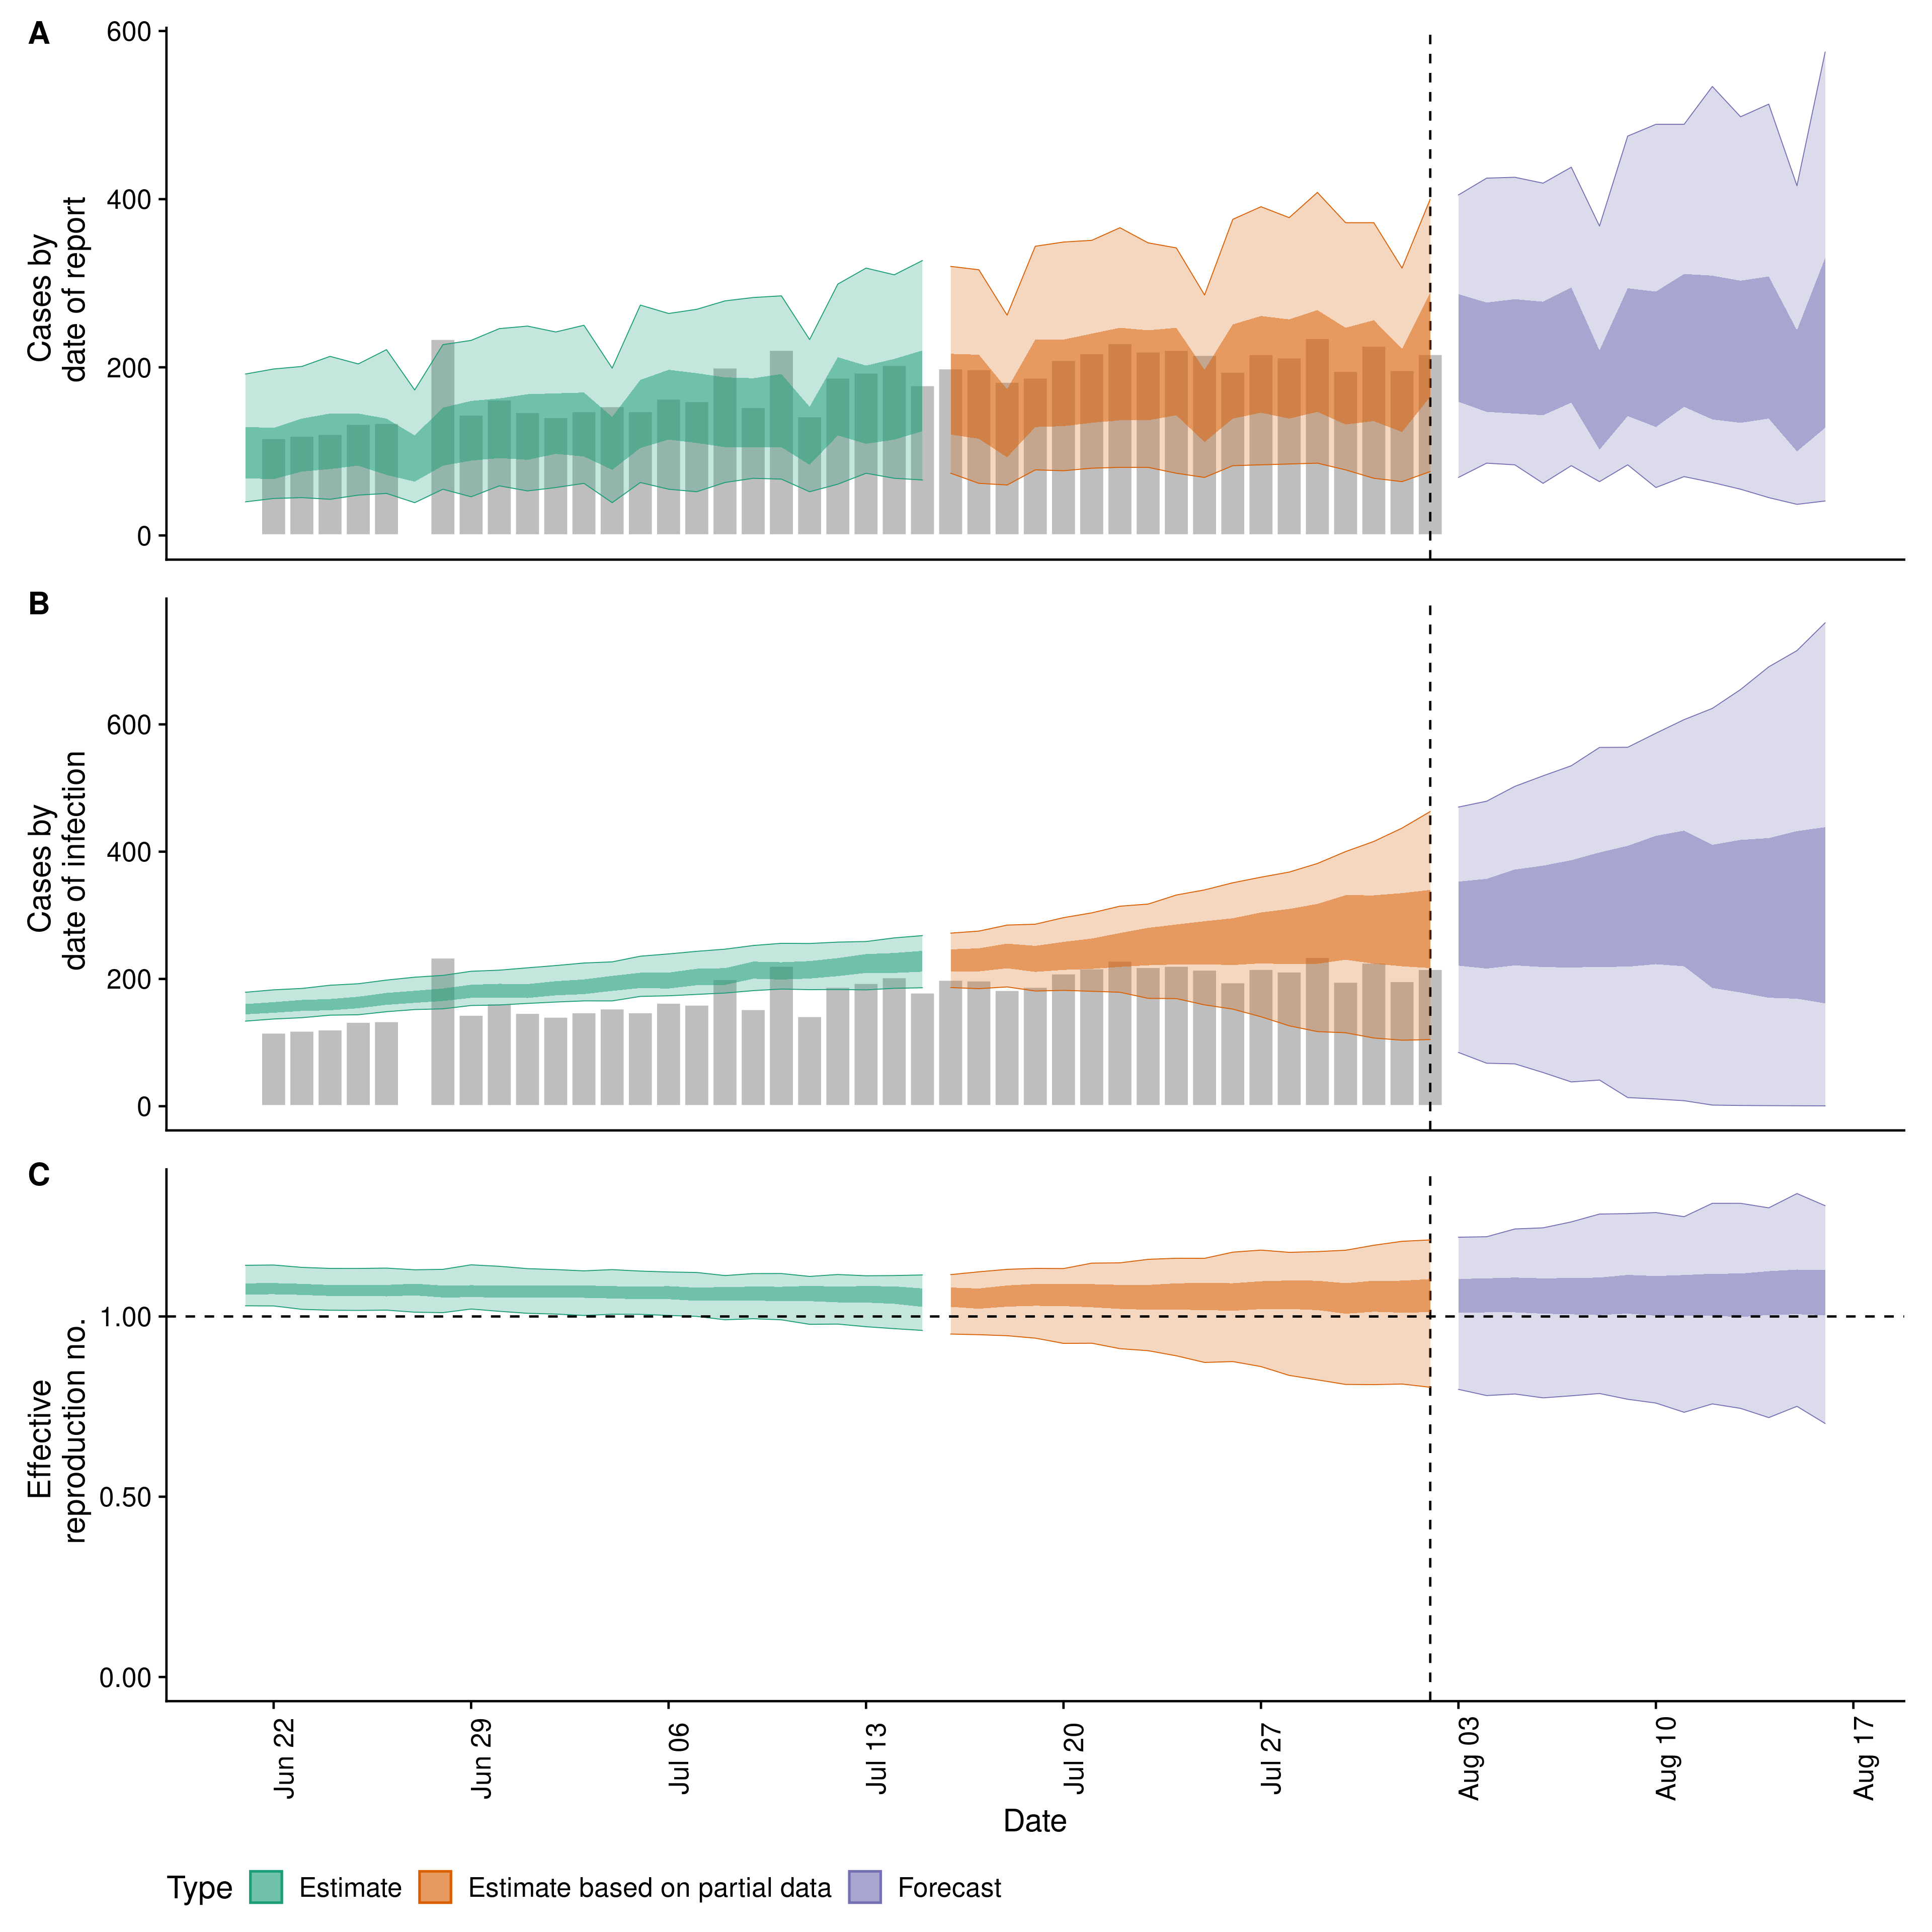 A
600
400
200
0
Cases by
date of report
B
600
400
200
0
Cases by
date of infection
C
1.00
0.50
0.00
Effective
reproduction no.
Jun 22
Jun 29
Jul 06
Jul 13
Jul 20
Jul 27
Aug 03
Aug 10
Aug 17
Date
Type Estimate Estimate based on partial data Forecast